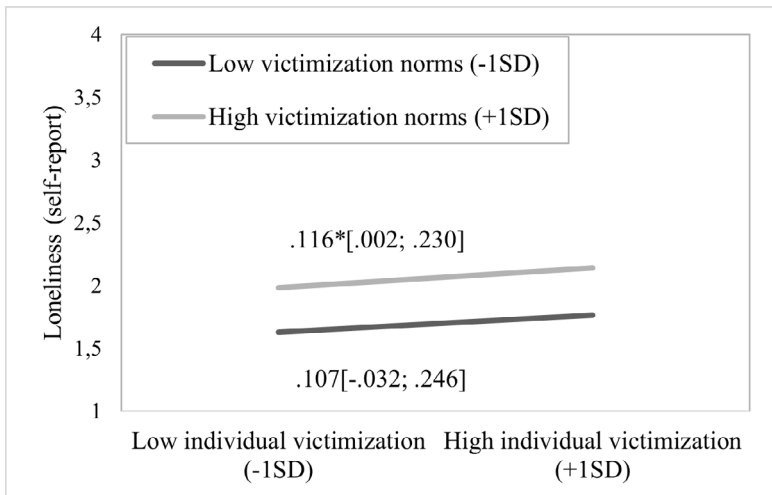 4
3,5
3
2,5
2
1,5
1
Loneliness (self-report)
Low victimization norms (-1SD)
High victimization norms (+1SD)
.116*[.002; .230]
.107[-.032; .246]
Low individual victimization
(-1SD)
High individual victimization
(+1SD)